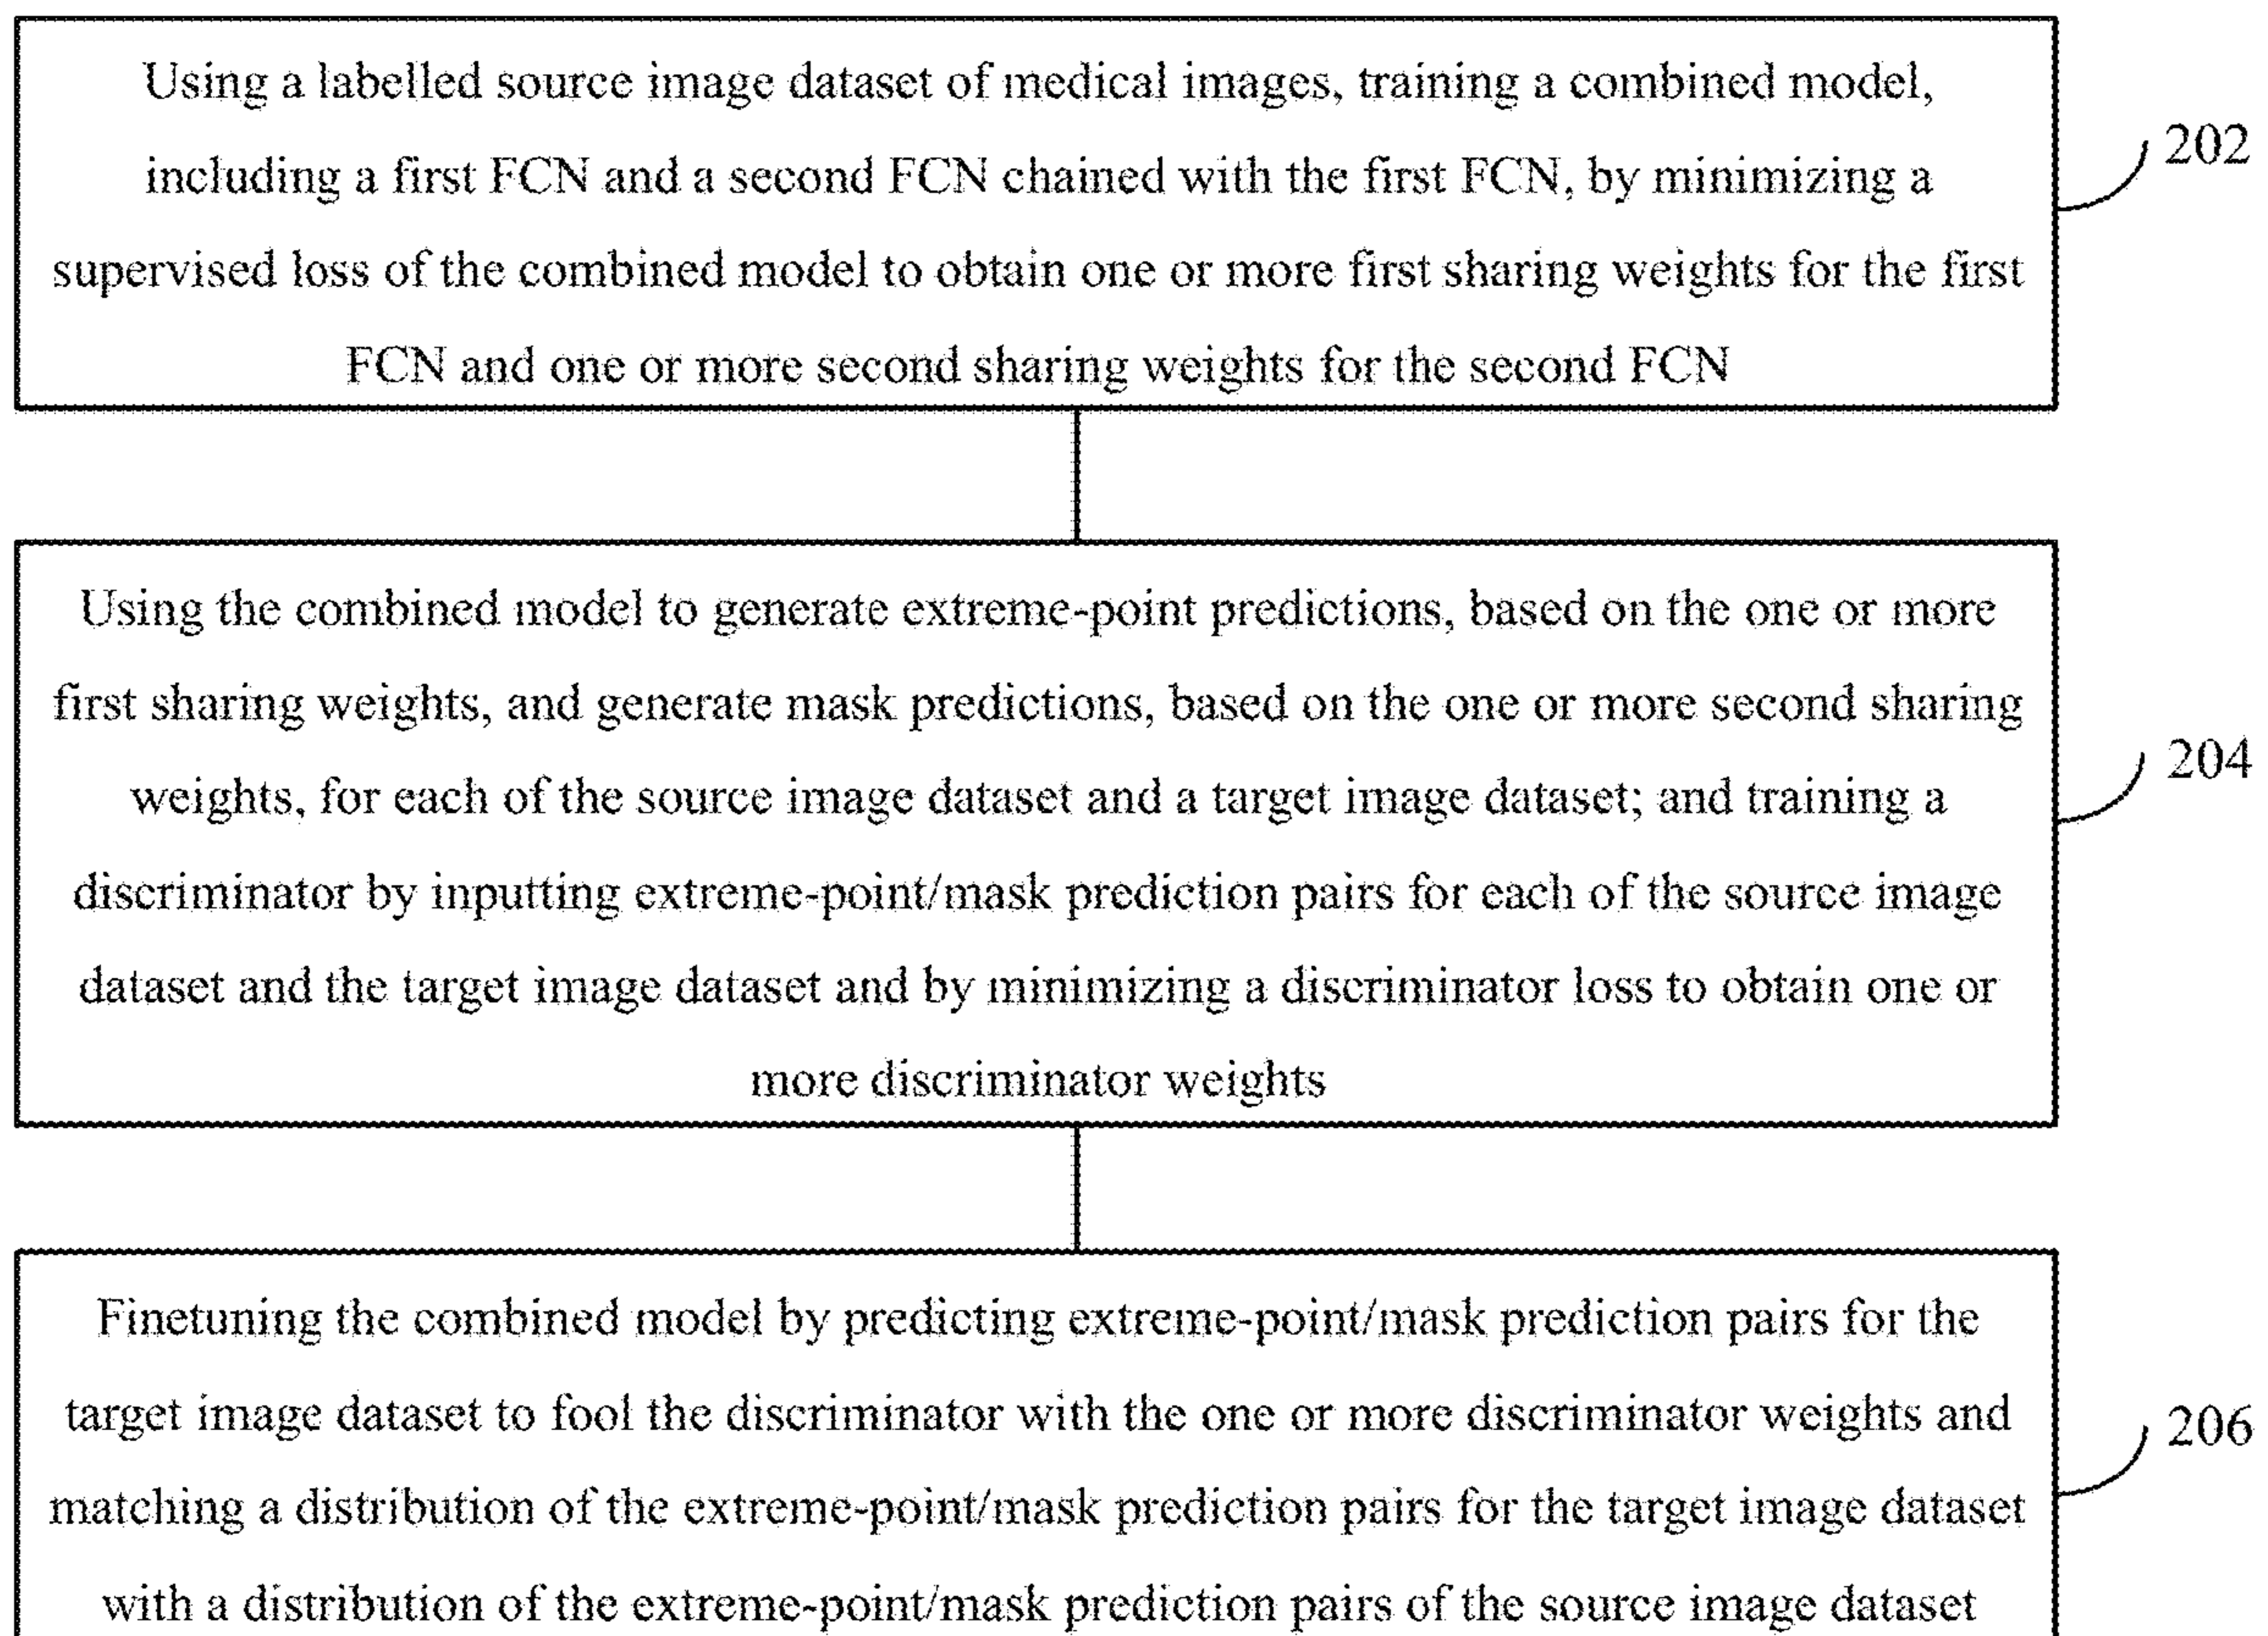 Using a labelled source image dataset of medical images, training a combined model,
including a first FCN and a second FCN chained with the first FCN, by minimizing a
supervised loss of the combined model to obtain one or more first sharing weights for the first
FCN and one or more second sharing weights for the second FCN
202
Using the combined model to generate extreme-point predictions, based on the one or more
first sharing weights, and generate mask predictions, based on the one or more second sharing
weights, for each of the source image dataset and a target image dataset; and training a
discriminator by inputting extreme-point/mask prediction pairs for each of the source image
dataset and the target image dataset and by minimizing a discriminator loss to obtain one or
more discriminator weights
204
Finetuning the combined model by predicting extreme-point/mask prediction pairs for the
target image dataset to fool the discriminator with the one or more discriminator weights and
matching a distribution of the extreme-point/mask prediction pairs for the target image dataset
with a distribution of the extreme-point/mask prediction pairs of the source image dataset
206